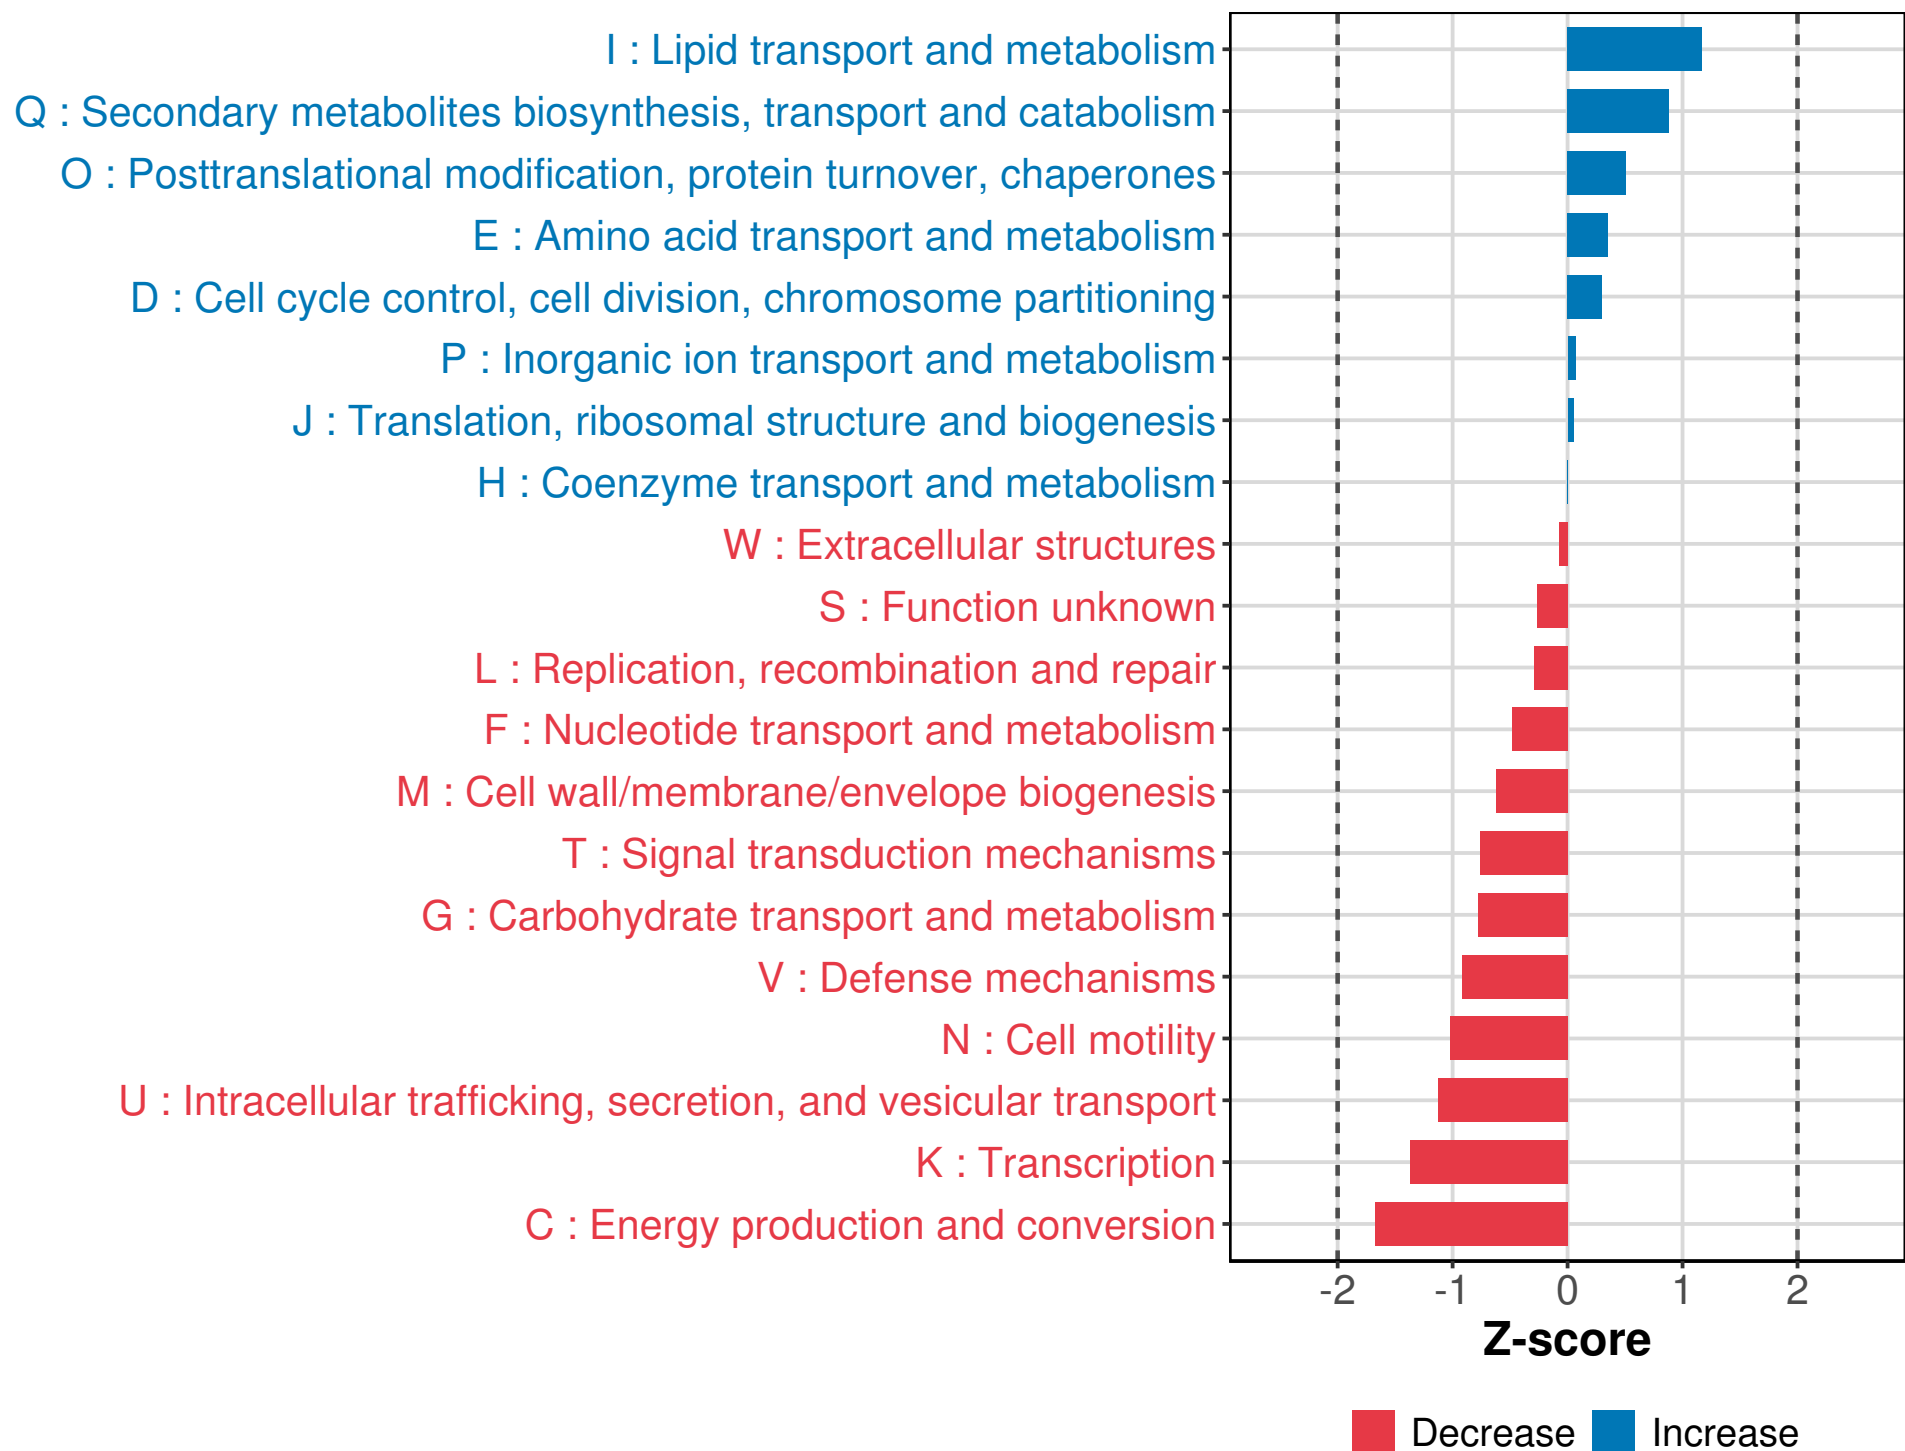 I : Lipid transport and metabolism
Q : Secondary metabolites biosynthesis, transport and catabolism
O : Posttranslational modification, protein turnover, chaperones
E : Amino acid transport and metabolism
D : Cell cycle control, cell division, chromosome partitioning
P : Inorganic ion transport and metabolism
J : Translation, ribosomal structure and biogenesis
H : Coenzyme transport and metabolism
W : Extracellular structures
S : Function unknown
L : Replication, recombination and repair
F : Nucleotide transport and metabolism
M : Cell wall/membrane/envelope biogenesis
T : Signal transduction mechanisms
G : Carbohydrate transport and metabolism
V : Defense mechanisms
N : Cell motility
U : Intracellular trafficking, secretion, and vesicular transport
K : Transcription
C : Energy production and conversion
-2 -1 0 1 2
Z-score
Decrease Increase